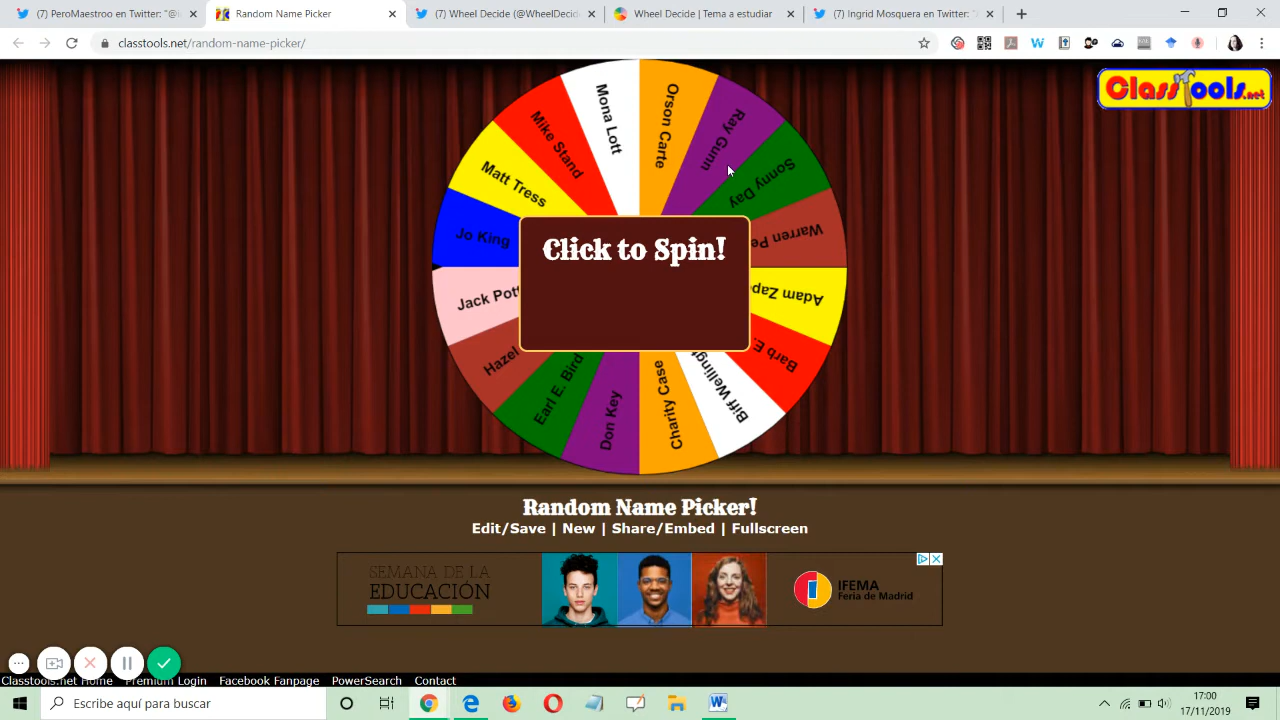 (7) PeroMaestroo en Twitter: "@i
Random Name Picker
(7) Wheel Decide (@WheelDecid
Wheel Decide | Tema a estudiar
(7) Ingrid Mosquera en Twitter: "
classtools.net/random-name-picker/
ClassTools.net
Mona Lott
Orson Carte
Ray Gunn
Sonny Day
Warren Pe
Adam Zap
Barb E.
Biff Welling
Charity Case
Don Key
Earl E. Bird
Hazel
Jack Pot
Jo King
Matt Tress
Mike Stand
Click to Spin!
Random Name Picker!
Edit/Save | New | Share/Embed | Fullscreen
SEMANA DE LA
EDUCACIÓN
IFEMA
Feria de Madrid
Classtools.net Home Premium Login Facebook Fanpage PowerSearch Contact
Escribe aquí para buscar
17:00
17/11/2019